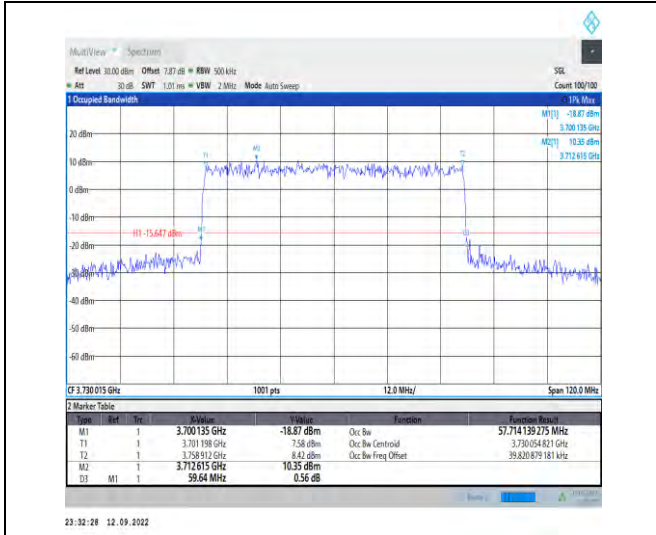 MultiView Spectrum
Ref Level 30.00 dBm Offset 7.87 dB RBW 500 kHz SGL
Att 30 dB SWT 1.01 ms VBW 2 MHz Mode Auto Sweep Count 100/100
1 Occupied Bandwidth 1Pk Max
M1[1] -18.87 dBm
3.700 135 GHz
M2[1] 10.35 dBm
3.712 615 GHz
20 dBm
T1 M2 T2
10 dBm
0 dBm
-10 dBm
H1 -15.647 dBm M1 D3
-20 dBm
-30 dBm
-40 dBm
-50 dBm
-60 dBm
CF 3.730 015 GHz 1001 pts 12.0 MHz/ Span 120.0 MHz
2 Marker Table
Type Ref Trc X-Value Y-Value Function Function Result
M1 1 3.700 135 GHz -18.87 dBm Occ Bw 57.714 139 275 MHz
T1 1 3.701 198 GHz 7.58 dBm Occ Bw Centroid 3.730 054 821 GHz
T2 1 3.758 912 GHz 8.42 dBm Occ Bw Freq Offset 39.820 879 181 kHz
M2 1 3.712 615 GHz 10.35 dBm
D3 M1 1 59.64 MHz 0.56 dB
23:32:28 12.09.2022